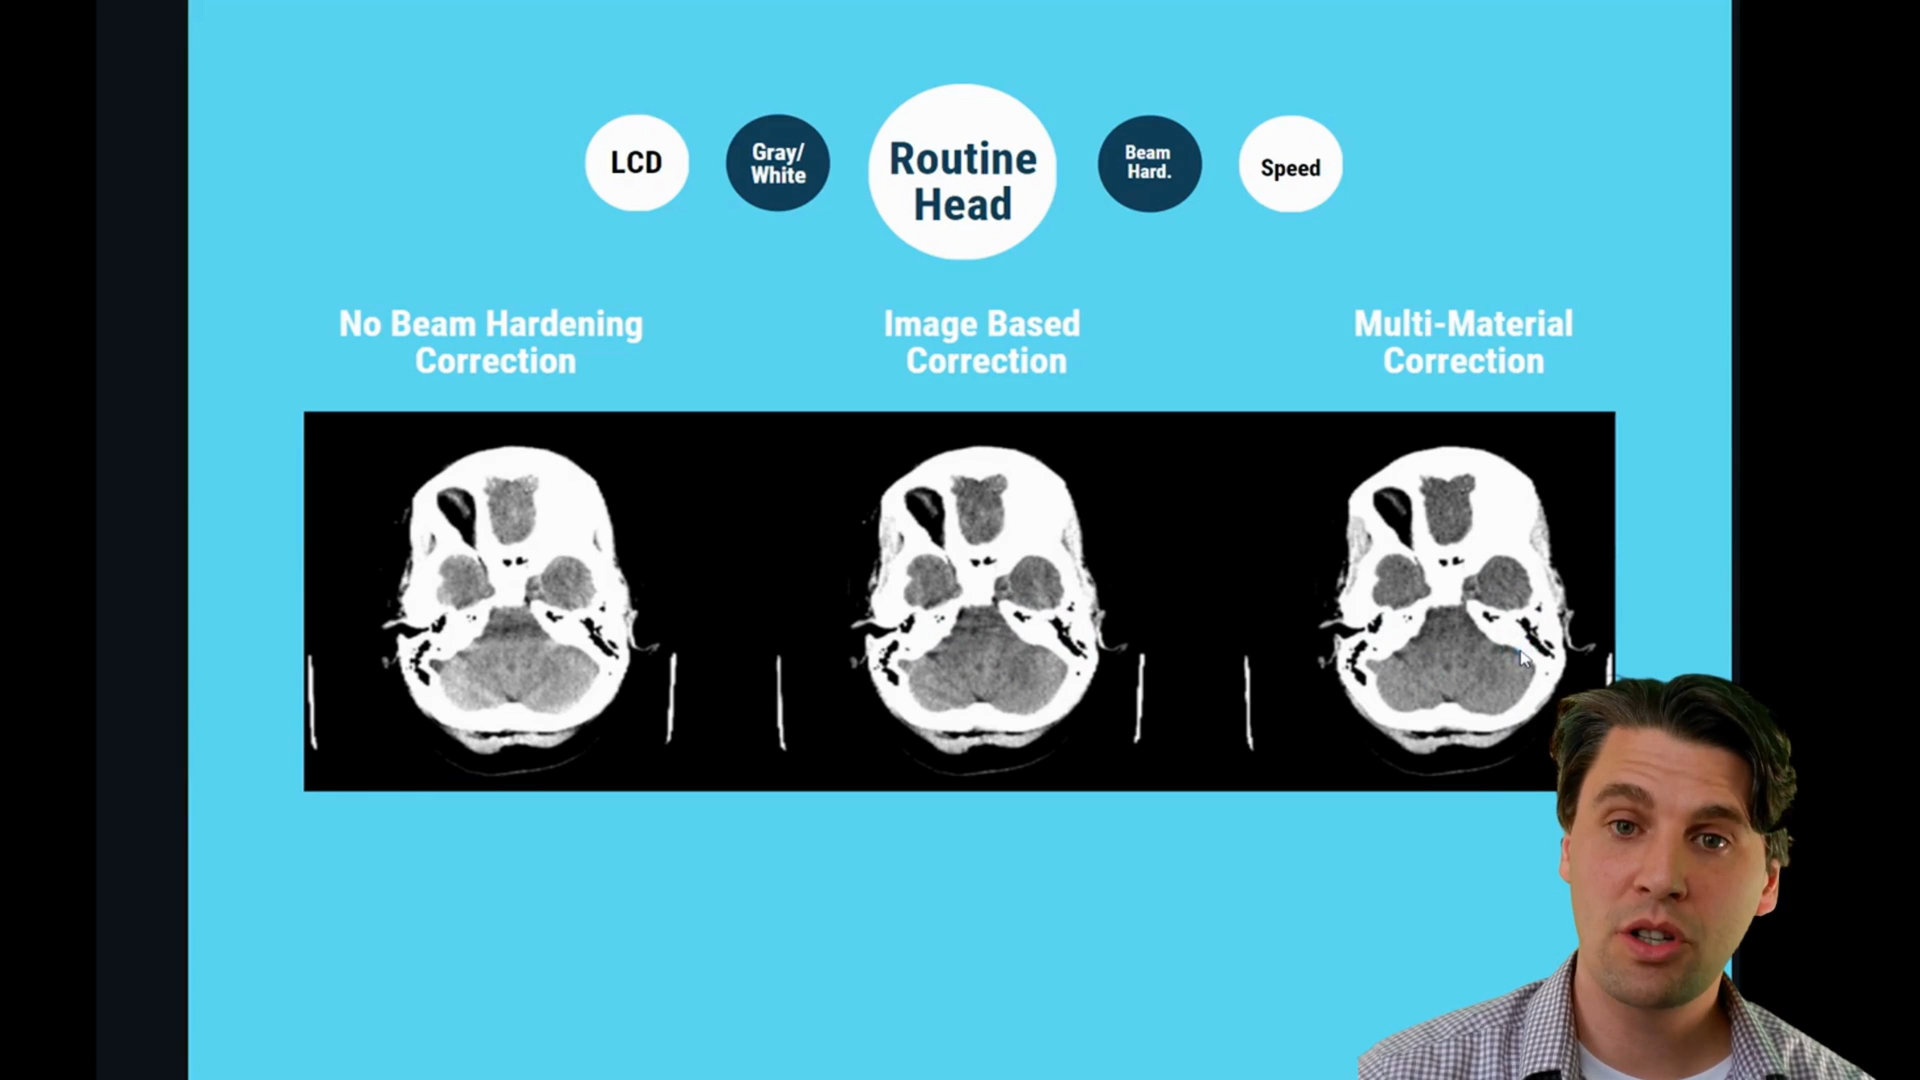 LCD
Gray/
White
Routine
Head
Beam
Hard.
Speed
No Beam Hardening
Correction
Image Based
Correction
Multi-Material
Correction